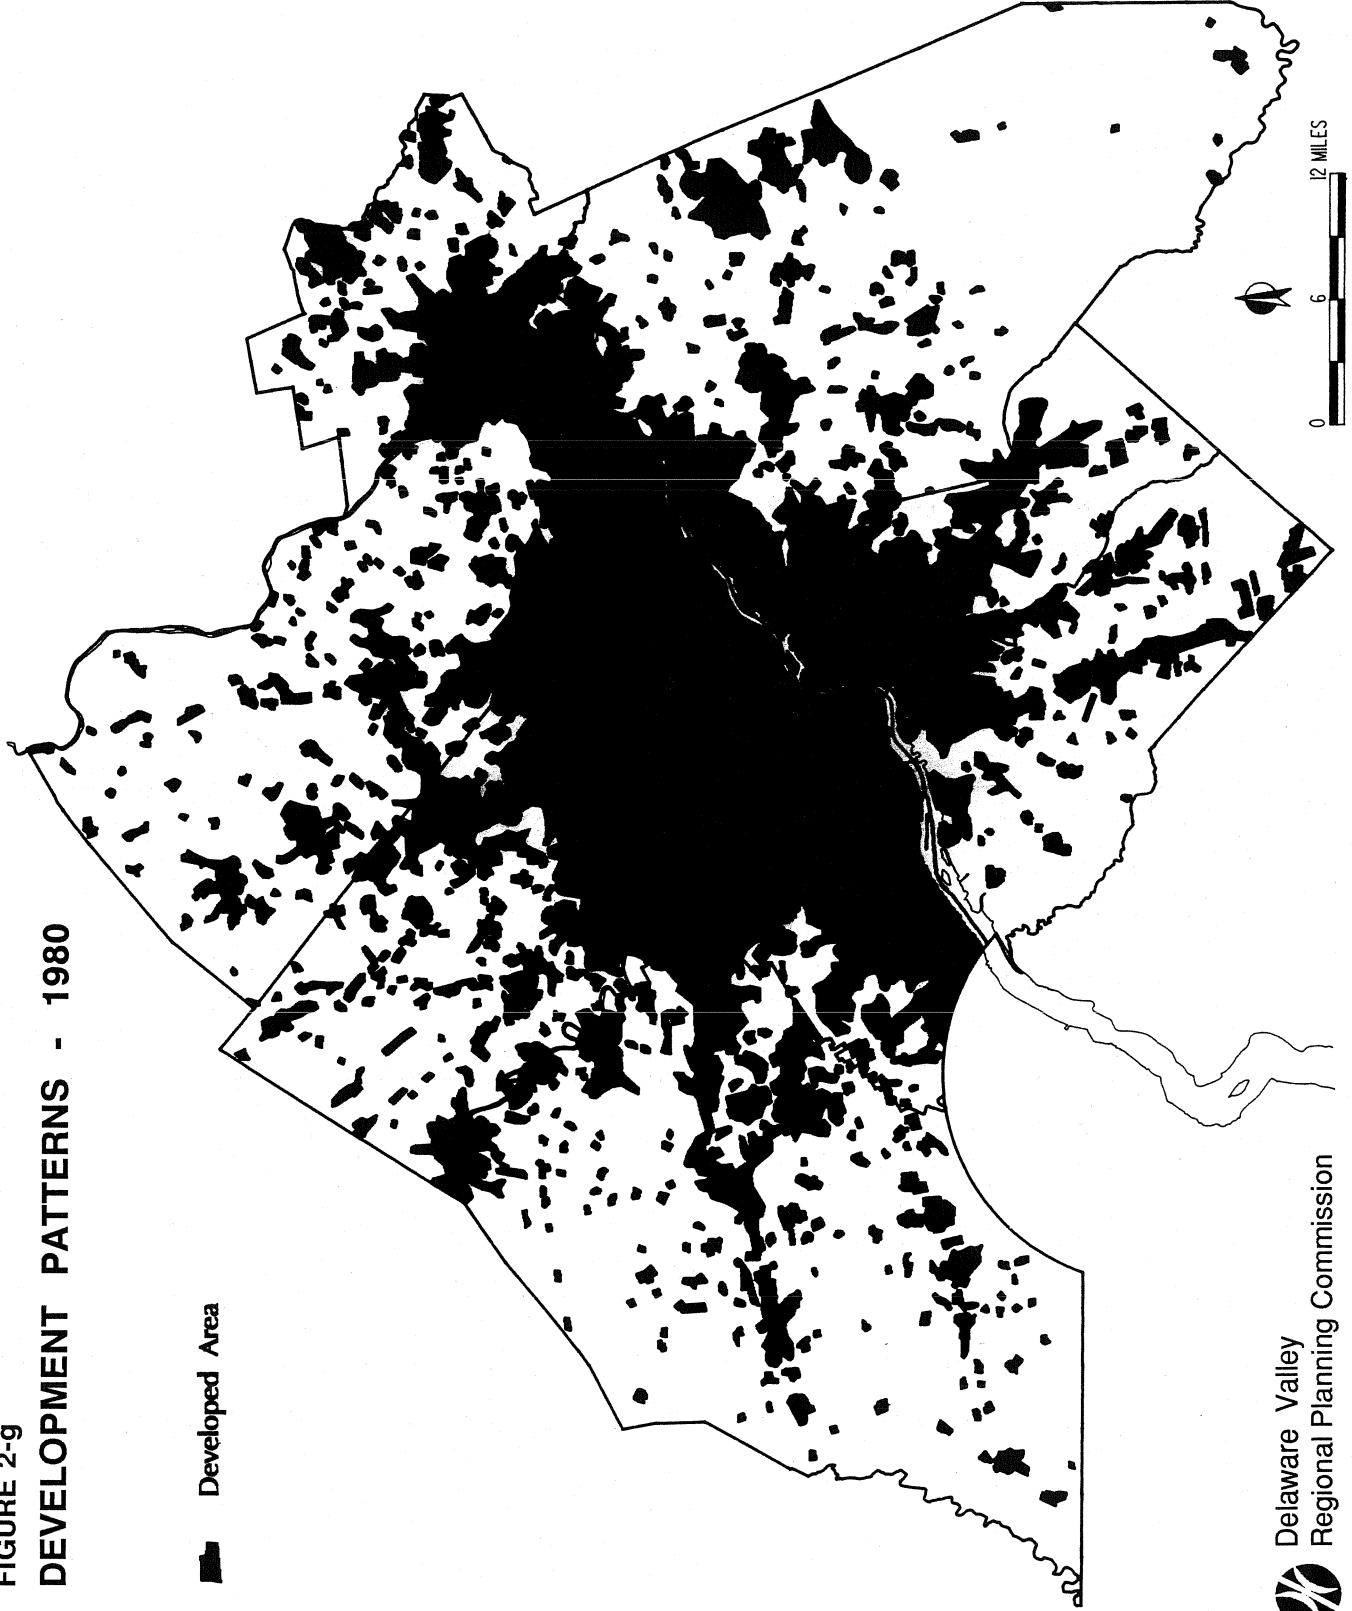 FIGURE 2-g
DEVELOPMENT PATTERNS - 1980
Developed Area
0 6 12 MILES
Delaware Valley
Regional Planning Commission